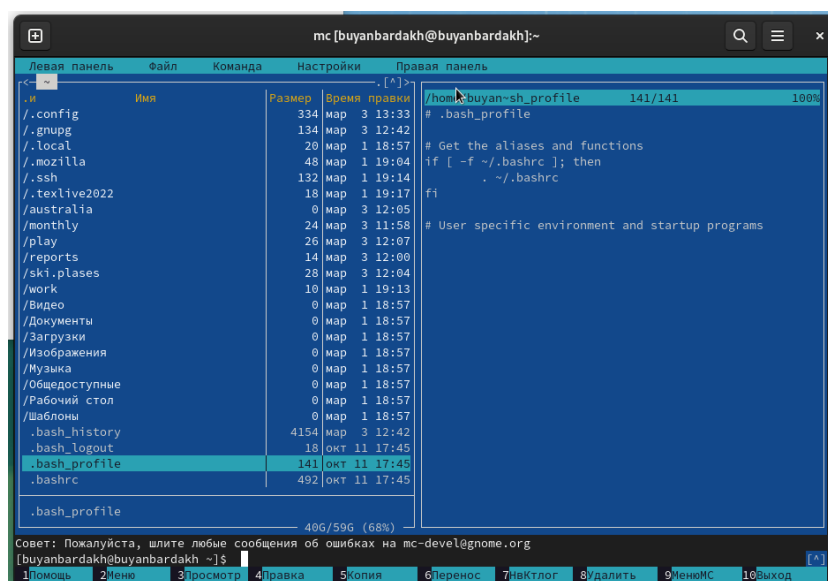 mc [buyanbardakh@buyanbardakh]:~
Левая панель Файл Команда Настройки Правая панель
<- ~ .[^]>
.и Имя Размер Время правки
/.config 334 мар 3 13:33
/.gnupg 134 мар 3 12:42
/.local 20 мар 1 18:57
/.mozilla 48 мар 1 19:04
/.ssh 132 мар 1 19:14
/.texlive2022 18 мар 1 19:17
/australia 0 мар 3 12:05
/monthly 24 мар 3 11:58
/play 26 мар 3 12:07
/reports 14 мар 3 12:00
/ski.plases 28 мар 3 12:04
/work 10 мар 1 19:13
/Видео 0 мар 1 18:57
/Документы 0 мар 1 18:57
/Загрузки 0 мар 1 18:57
/Изображения 0 мар 1 18:57
/Музыка 0 мар 1 18:57
/Общедоступные 0 мар 1 18:57
/Рабочий стол 0 мар 1 18:57
/Шаблоны 0 мар 1 18:57
.bash_history 4154 мар 3 12:42
.bash_logout 18 окт 11 17:45
.bash_profile 141 окт 11 17:45
.bashrc 492 окт 11 17:45
.bash_profile
40G/59G (68%)
/home/buyan~sh_profile 141/141 100%
# .bash_profile
# Get the aliases and functions
if [ -f ~/.bashrc ]; then
. ~/.bashrc
fi
# User specific environment and startup programs
Совет: Пожалуйста, шлите любые сообщения об ошибках на mc-devel@gnome.org
[buyanbardakh@buyanbardakh ~]$ [^]
1Помощь 2Меню 3Просмотр 4Правка 5Копия 6Перенос 7НвКтлог 8Удалить 9МенюMC 10Выход